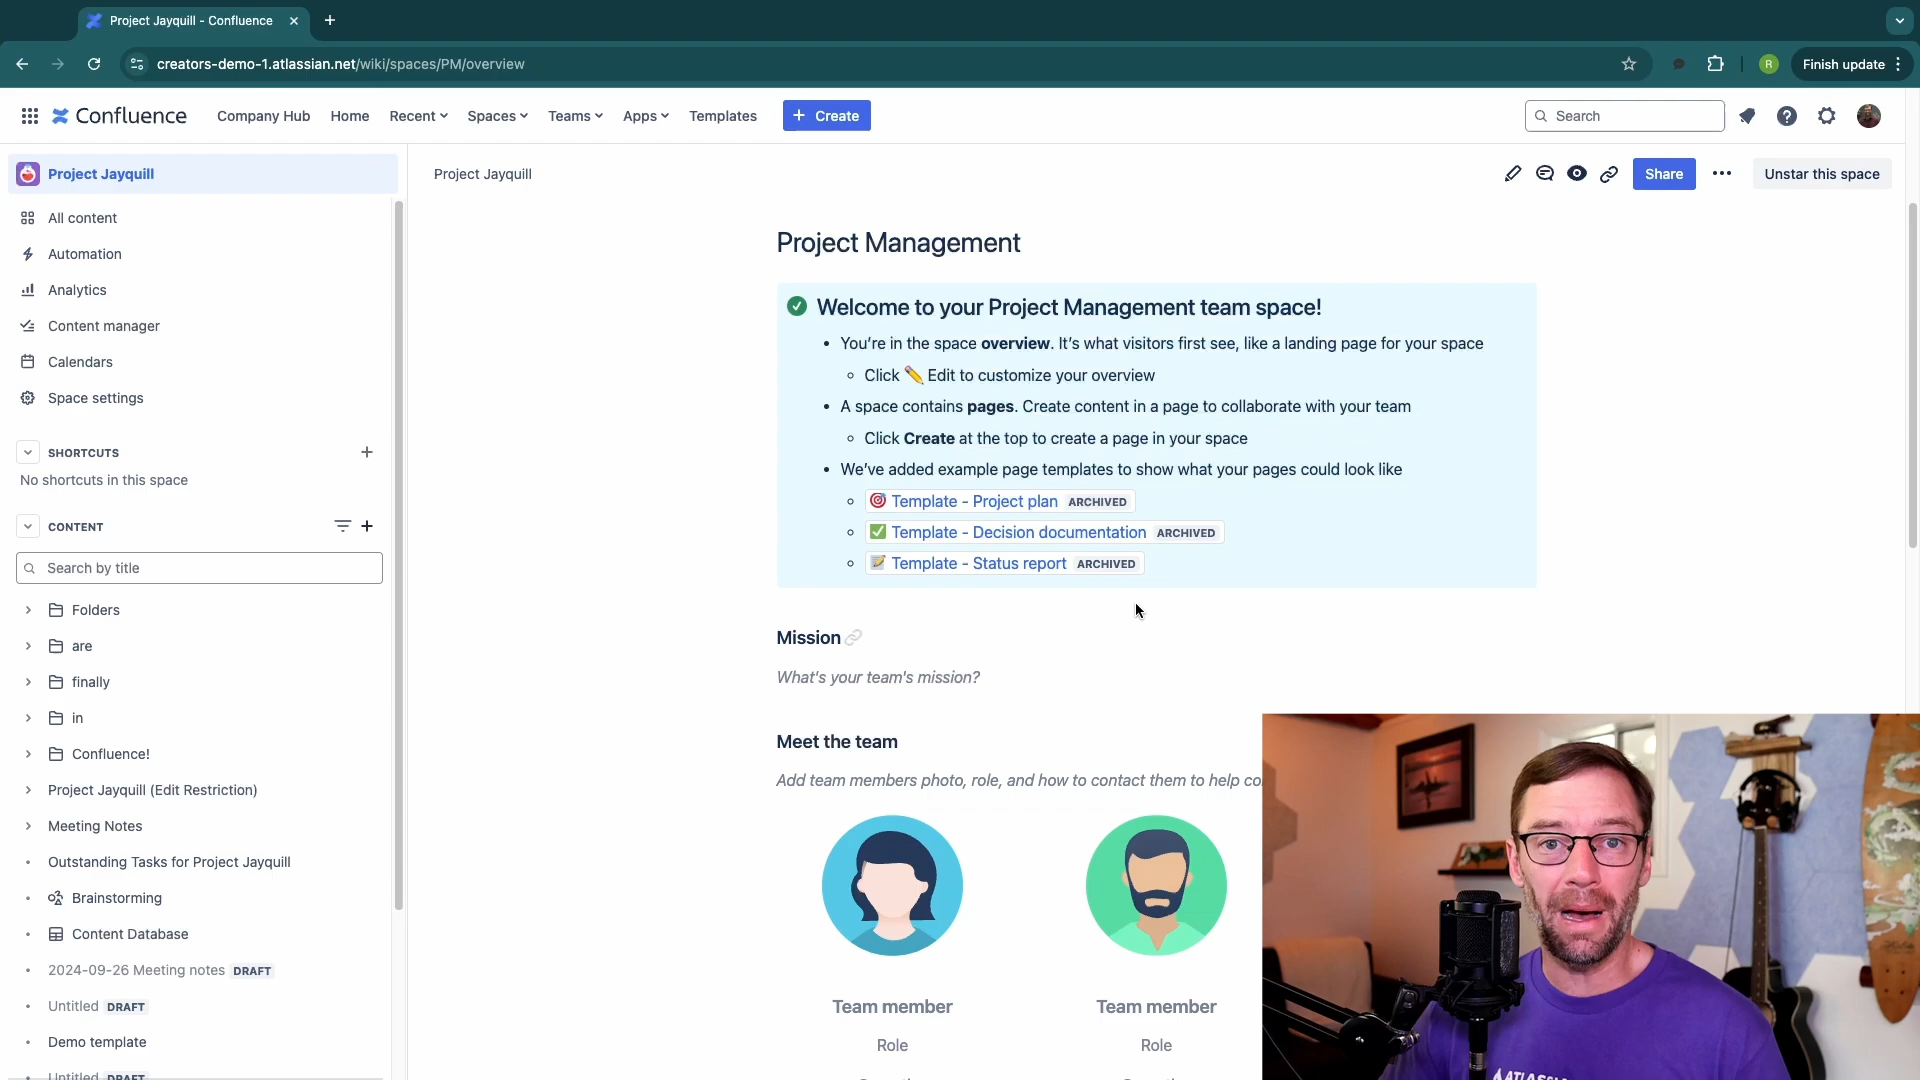 Project Jayquill - Confluence
creators-demo-1.atlassian.net/wiki/spaces/PM/overview
R
Finish update
Confluence
Company Hub
Home
Recent
Spaces
Teams
Apps
Templates
+ Create
Search
Project Jayquill
All content
Automation
Analytics
Content manager
Calendars
Space settings
SHORTCUTS
No shortcuts in this space
CONTENT
Search by title
Folders
are
finally
in
Confluence!
Project Jayquill (Edit Restriction)
Meeting Notes
Outstanding Tasks for Project Jayquill
Brainstorming
Content Database
2024-09-26 Meeting notes DRAFT
Untitled DRAFT
Demo template
Untitled DRAFT
Project Jayquill
Share
Unstar this space
Project Management
Welcome to your Project Management team space!
• You're in the space overview. It's what visitors first see, like a landing page for your space
Click ✏️ Edit to customize your overview
• A space contains pages. Create content in a page to collaborate with your team
Click Create at the top to create a page in your space
• We've added example page templates to show what your pages could look like
Template - Project plan ARCHIVED
Template - Decision documentation ARCHIVED
Template - Status report ARCHIVED
Mission
What's your team's mission?
Meet the team
Add team members photo, role, and how to contact them to help
Team member
Team member
Role
Role